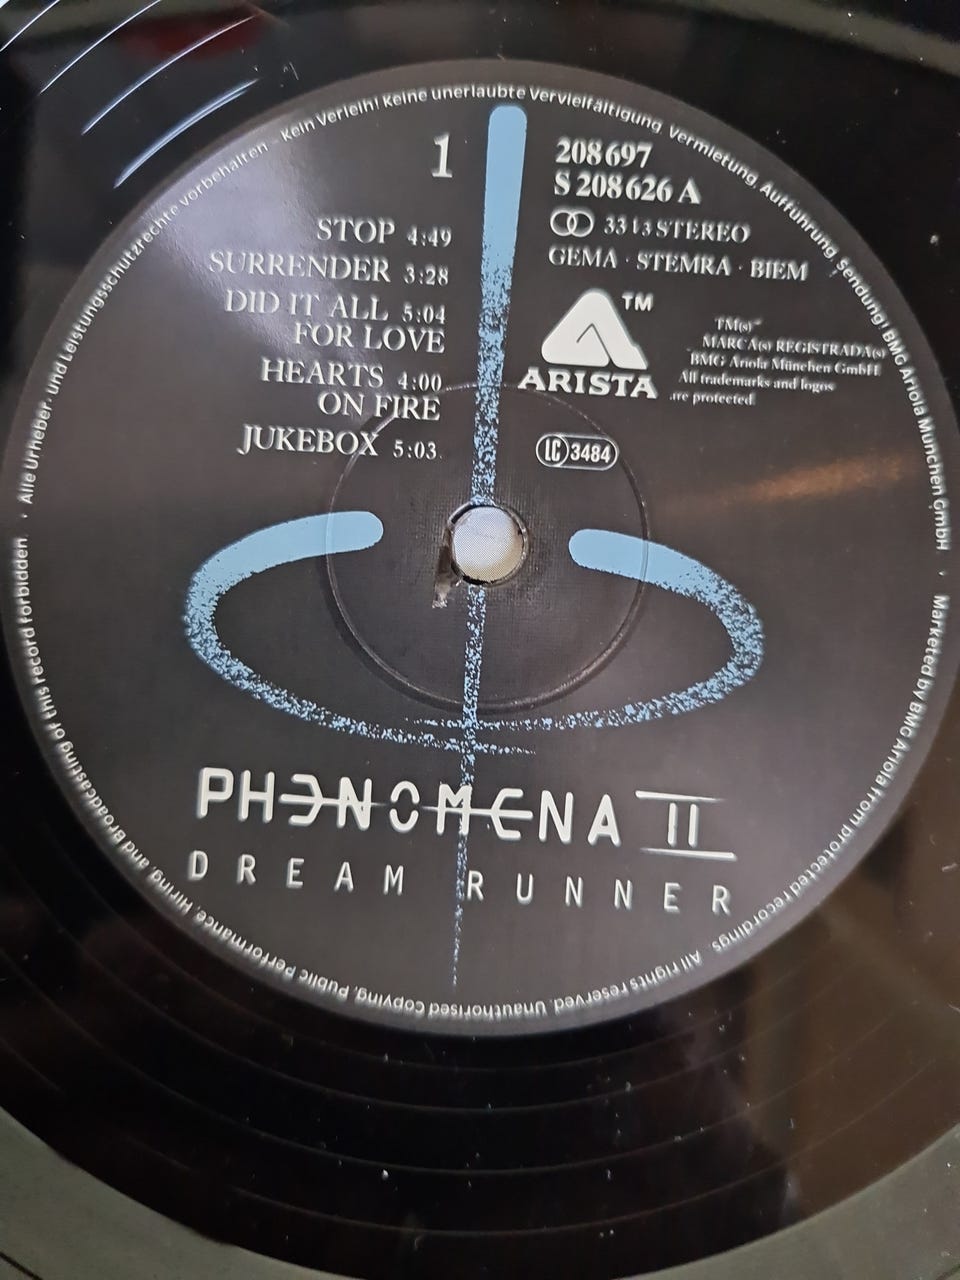 1
208 697
S 208 626 A
33 1/3 STEREO
GEMA · STEMRA · BIEM
STOP 4:49
SURRENDER 3:28
DID IT ALL 5:04
FOR LOVE
HEARTS 4:00
ON FIRE
JUKEBOX 5:03
TM
ARISTA
"TM(s)"
MARCA(s) REGISTRADA(s)
BMG Ariola München GmbH
All trademarks and logos
are protected
LC 3484
PHENOMENA II
DREAM RUNNER
· Alle Urheber- und Leistungsschutzrechte vorbehalten - Kein Verleih! Keine unerlaubte Vervielfältigung, Vermietung, Aufführung, Sendung! BMG Ariola München GmbH ·
Marketed by BMG Ariola from protected recordings. All rights reserved. Unauthorised Copying, Public Performance, Hiring, and Broadcasting of this record forbidden.